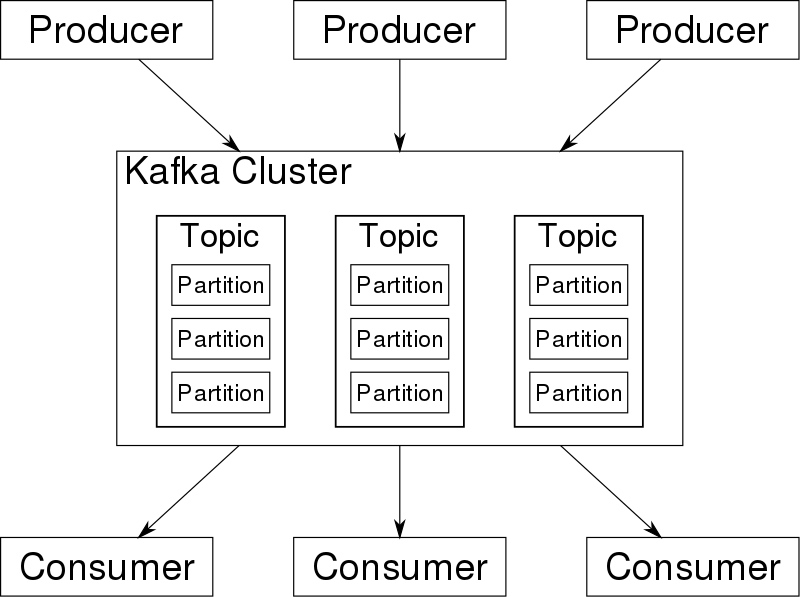 Producer Producer Producer
Kafka Cluster
Topic Topic Topic
Partition Partition Partition
Partition Partition Partition
Partition Partition Partition
Consumer Consumer Consumer